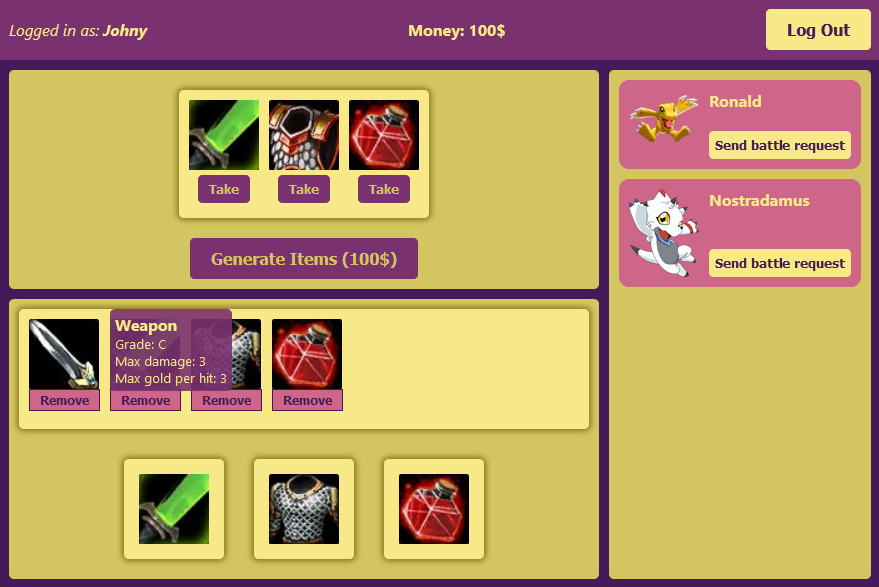 Logged in as: Johny
Money: 100$
Log Out
Take
Take
Take
Generate Items (100$)
Weapon
Grade: C
Max damage: 3
Max gold per hit: 3
Remove
Remove
Remove
Remove
Ronald
Send battle request
Nostradamus
Send battle request